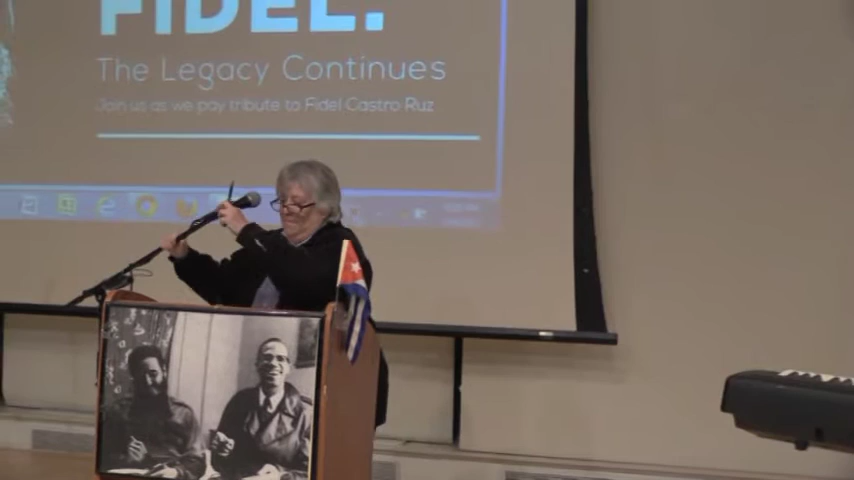 FIDEL.
The Legacy Continues
Join us as we pay tribute to Fidel Castro Ruz